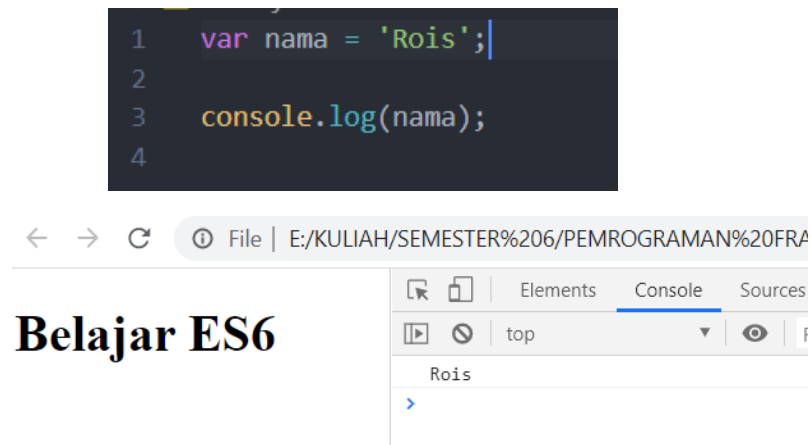 1 var nama = 'Rois';
2
3 console.log(nama);
4
File | E:/KULIAH/SEMESTER%206/PEMROGRAMAN%20FRA
Elements Console Sources
top
Belajar ES6
Rois